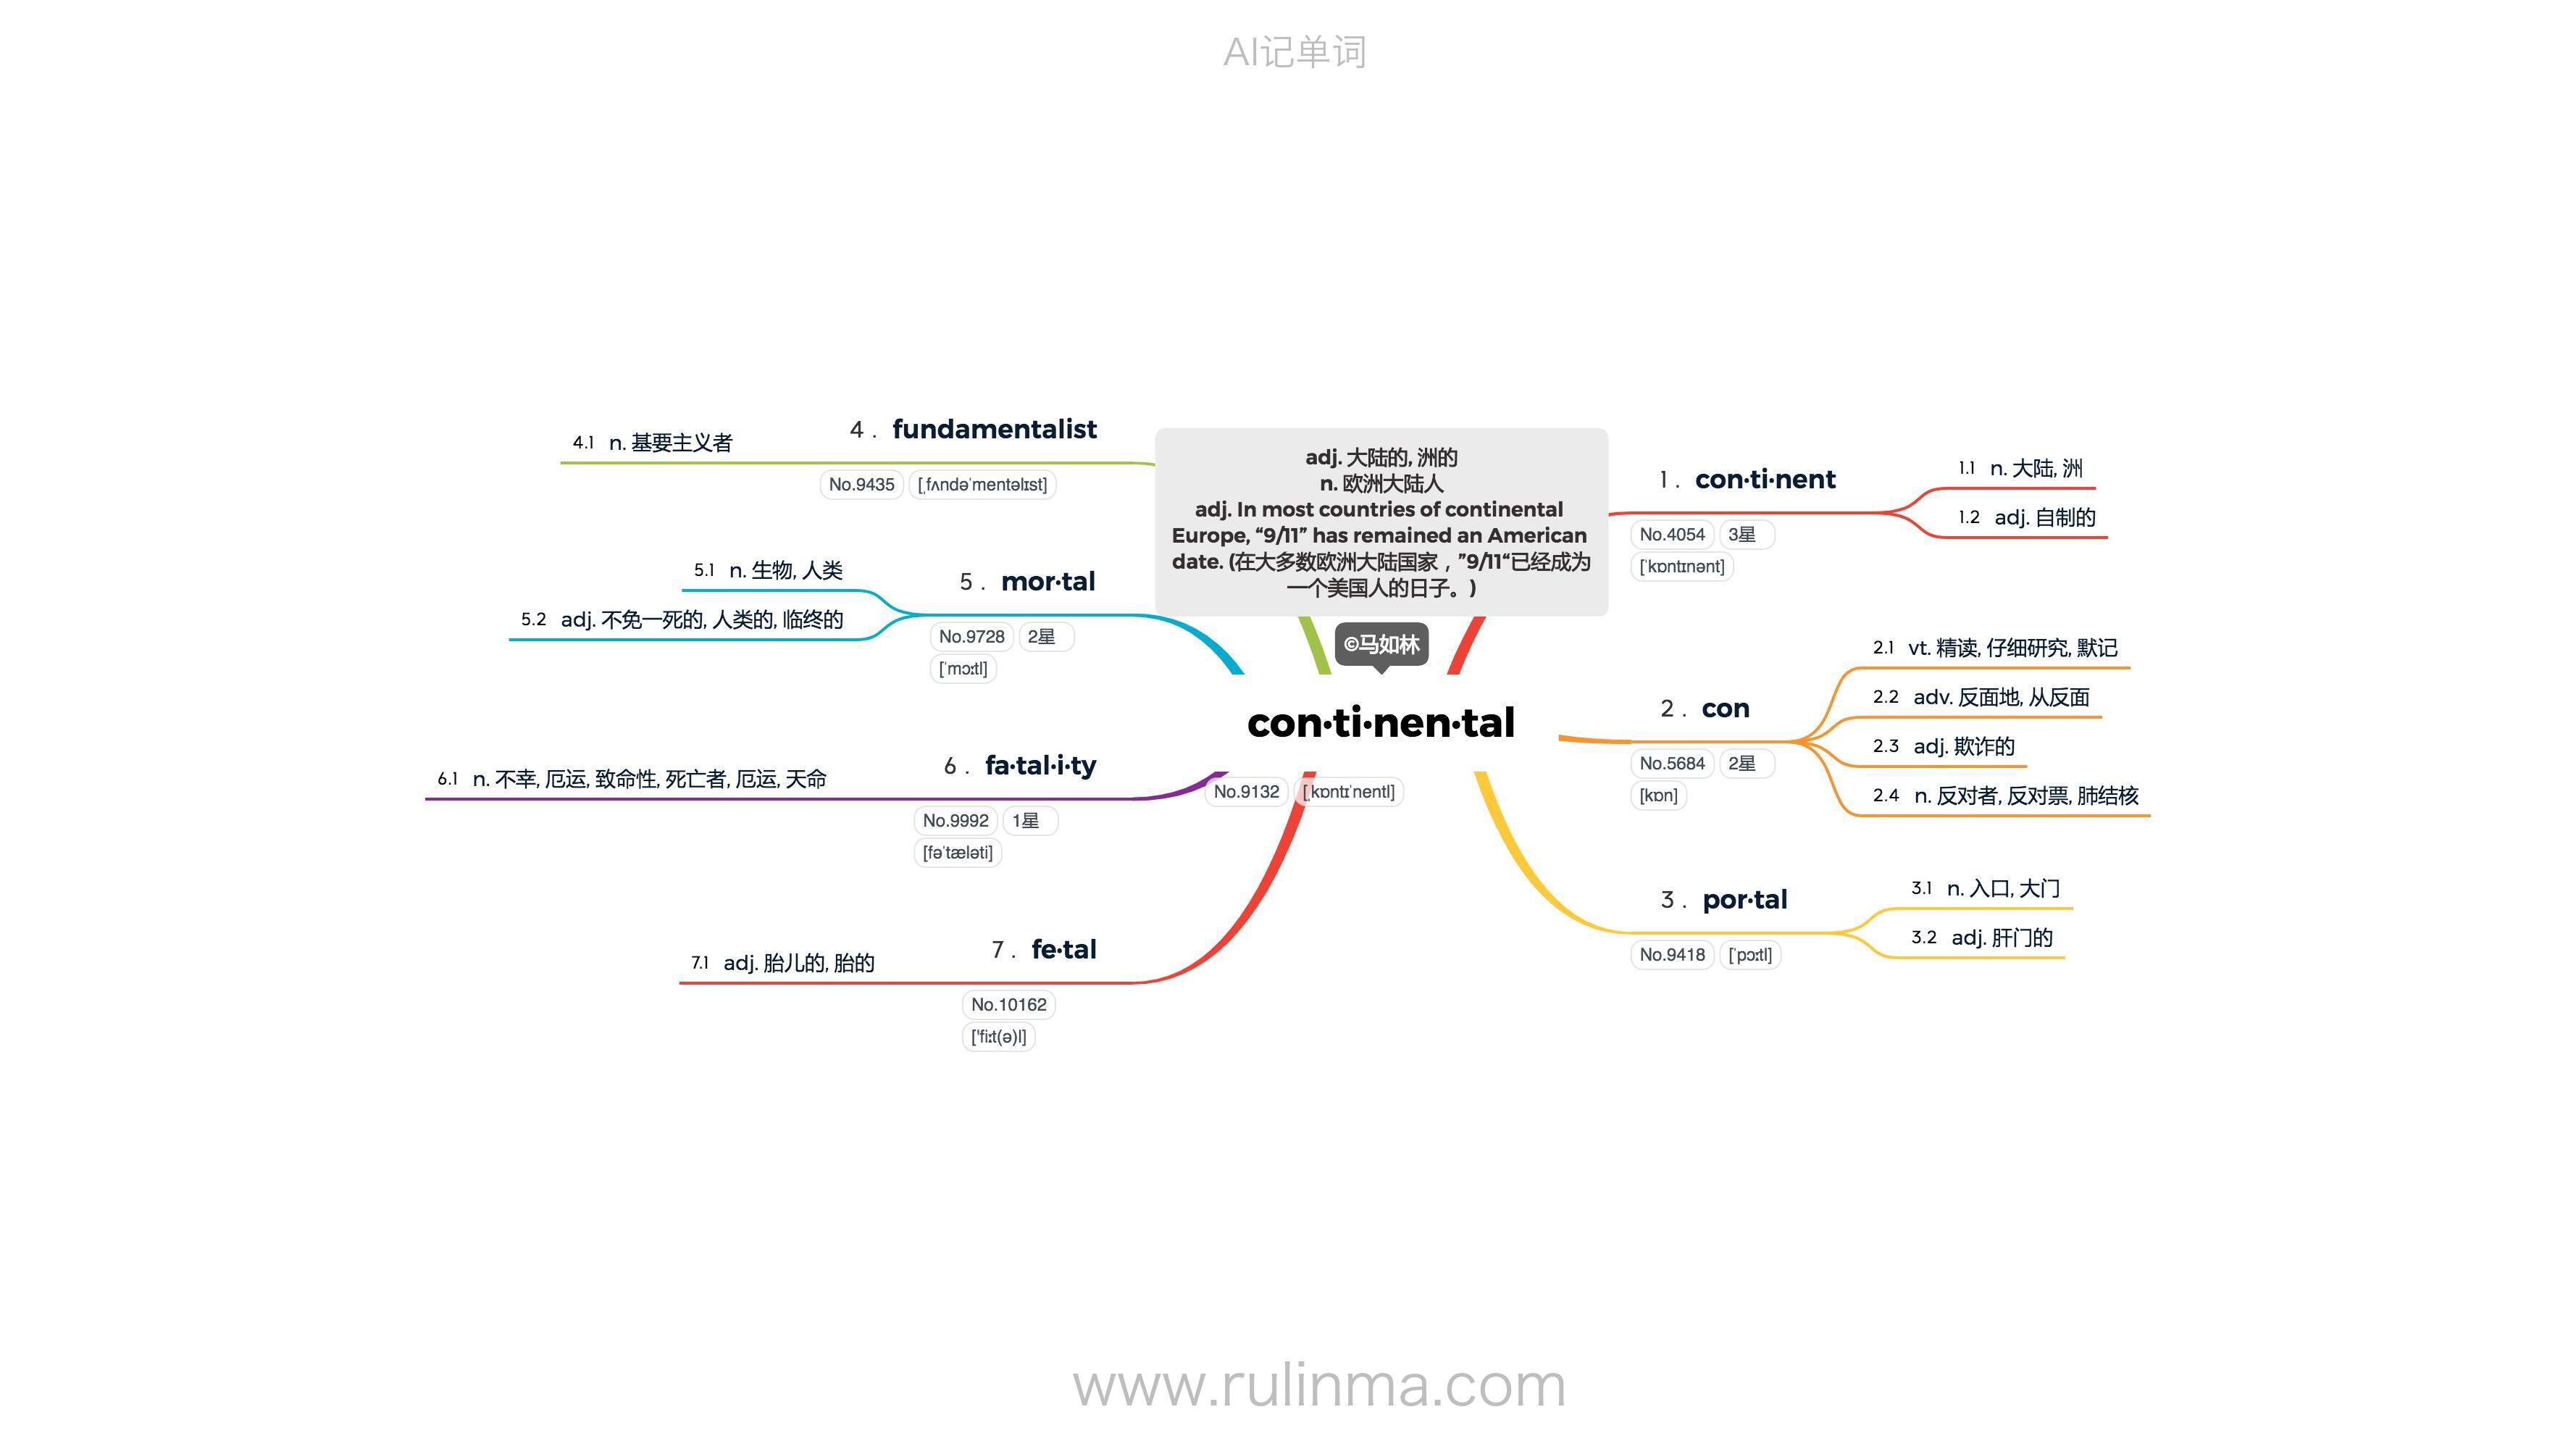 AI记单词
adj. 大陆的, 洲的
n. 欧洲大陆人
adj. In most countries of continental
Europe, “9/11” has remained an American
date. (在大多数欧洲大陆国家，”9/11“已经成为
一个美国人的日子。)
©马如林
con·ti·nen·tal
No.9132 [ˌkɒntɪˈnentl]
1 . con·ti·nent
No.4054 3星
[ˈkɒntɪnənt]
1.1 n. 大陆, 洲
1.2 adj. 自制的
2 . con
No.5684 2星
[kɒn]
2.1 vt. 精读, 仔细研究, 默记
2.2 adv. 反面地, 从反面
2.3 adj. 欺诈的
2.4 n. 反对者, 反对票, 肺结核
3 . por·tal
No.9418 [ˈpɔːtl]
3.1 n. 入口, 大门
3.2 adj. 肝门的
4 . fundamentalist
No.9435 [ˌfʌndəˈmentəlɪst]
4.1 n. 基要主义者
5 . mor·tal
No.9728 2星
[ˈmɔːtl]
5.1 n. 生物, 人类
5.2 adj. 不免一死的, 人类的, 临终的
6 . fa·tal·i·ty
No.9992 1星
[fəˈtæləti]
6.1 n. 不幸, 厄运, 致命性, 死亡者, 厄运, 天命
7 . fe·tal
No.10162
[ˈfiːt(ə)l]
7.1 adj. 胎儿的, 胎的
www.rulinma.com